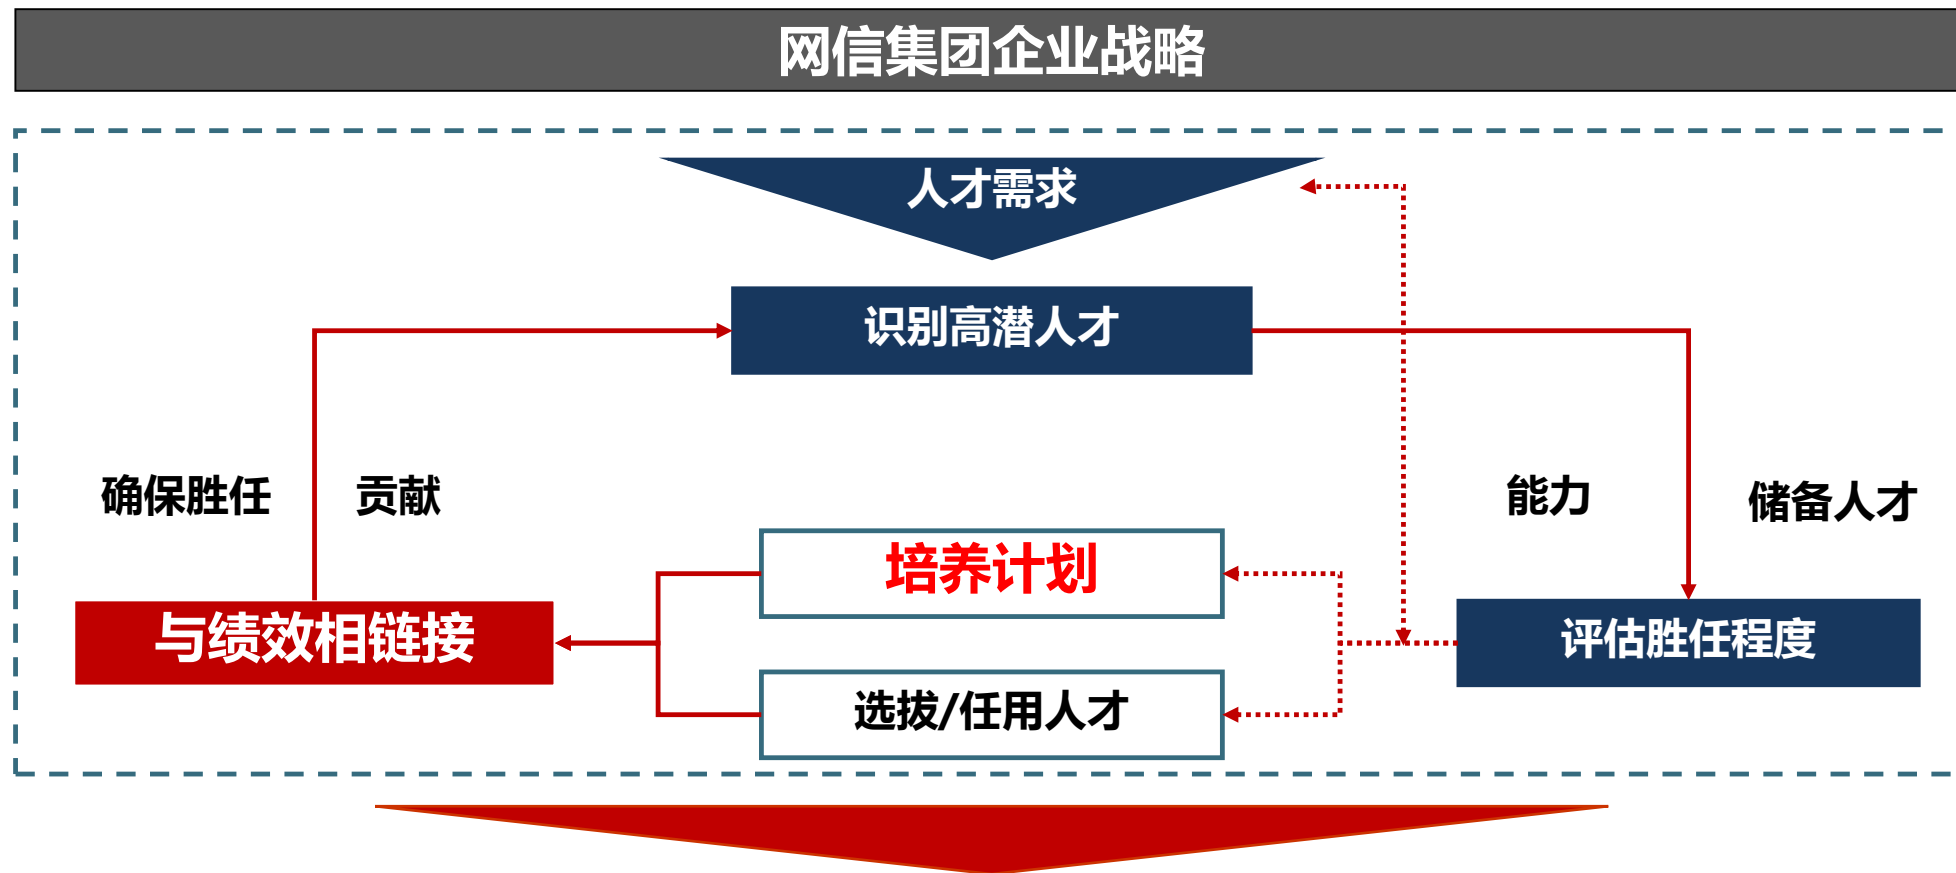 网信集团企业战略
人才需求
识别高潜人才
确保胜任
贡献
能力
储备人才
培养计划
与绩效相链接
评估胜任程度
选拔/任用人才